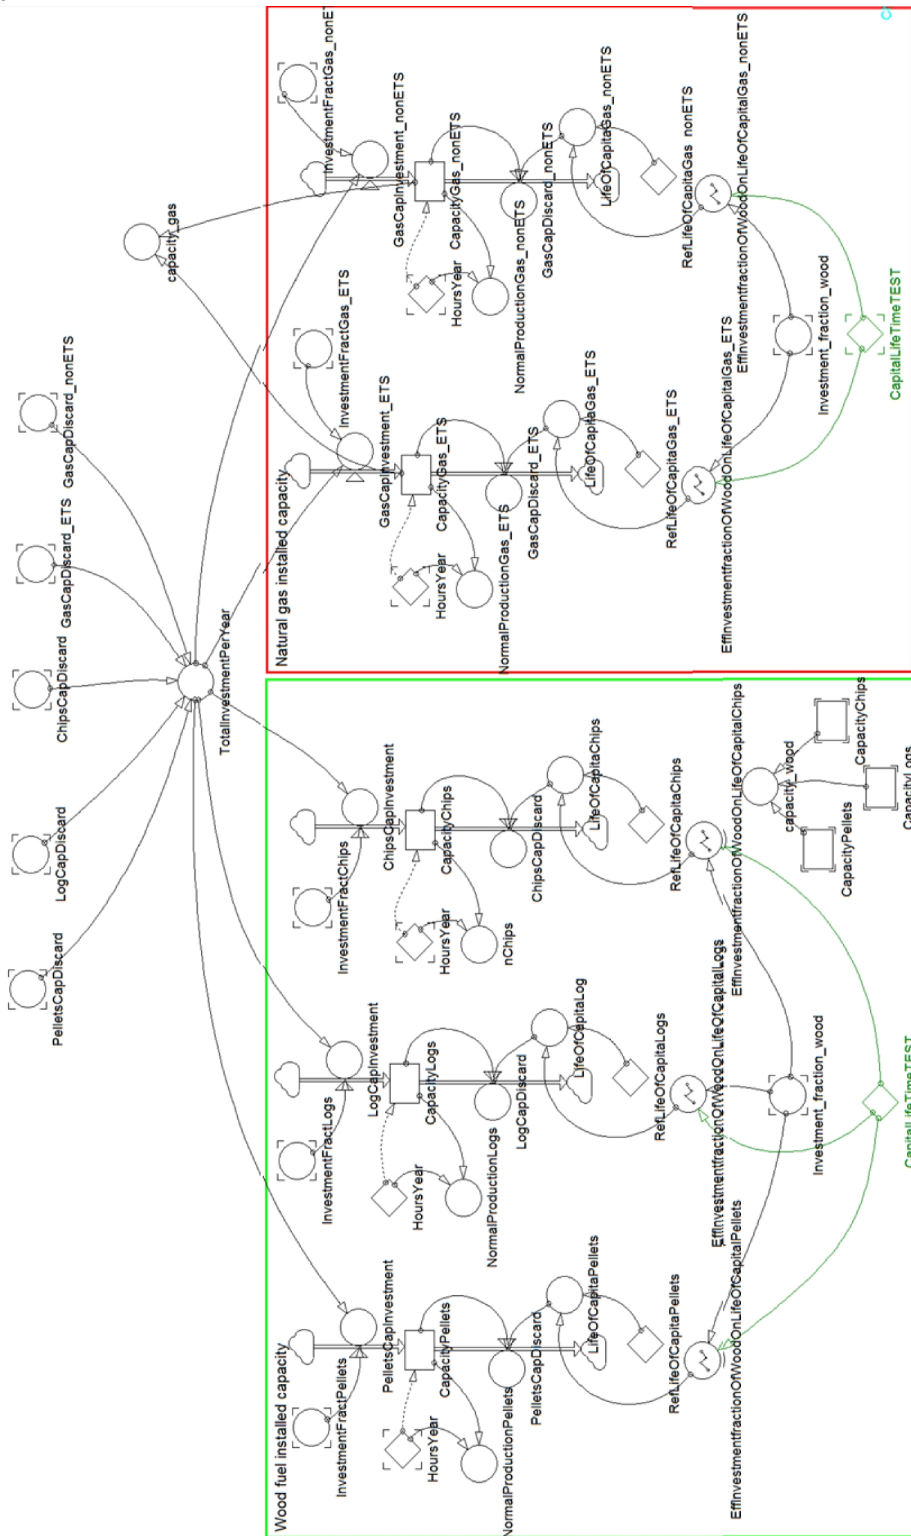 PelletsCapDiscard
LogCapDiscard
ChipsCapDiscard
GasCapDiscard_ETS
GasCapDiscard_nonETS
TotalInvestmentPerYear
capacity_gas
Wood fuel installed capacity
InvestmentFractPellets
PelletsCapInvestment
HoursYear
CapacityPellets
NormalProductionPellets
PelletsCapDiscard
LifeOfCapitaPellets
RefLifeOfCapitaPellets
EffInvestmentfractionOfWoodOnLifeOfCapitalPellets
InvestmentFractLogs
LogCapInvestment
HoursYear
CapacityLogs
NormalProductionLogs
LogCapDiscard
LifeOfCapitaLog
RefLifeOfCapitaLogs
EffInvestmentfractionOfWoodOnLifeOfCapitalLogs
Investment_fraction_wood
CapitalLifeTimeTEST
InvestmentFractChips
ChipsCapInvestment
HoursYear
CapacityChips
nChips
ChipsCapDiscard
LifeOfCapitaChips
RefLifeOfCapitaChips
EffInvestmentfractionOfWoodOnLifeOfCapitalChips
capacity_wood
CapacityPellets
CapacityLogs
CapacityChips
Natural gas installed capacity
InvestmentFractGas_ETS
GasCapInvestment_ETS
HoursYear
CapacityGas_ETS
NormalProductionGas_ETS
GasCapDiscard_ETS
LifeOfCapitaGas_ETS
RefLifeOfCapitaGas_ETS
EffInvestmentfractionOfWoodOnLifeOfCapitalGas_ETS
InvestmentFractGas_nonET
GasCapInvestment_nonETS
HoursYear
CapacityGas_nonETS
NormalProductionGas_nonETS
GasCapDiscard_nonETS
LifeOfCapitaGas_nonETS
RefLifeOfCapitaGas_nonETS
EffInvestmentfractionOfWoodOnLifeOfCapitalGas_nonETS
Investment_fraction_wood
CapitalLifeTimeTEST
C